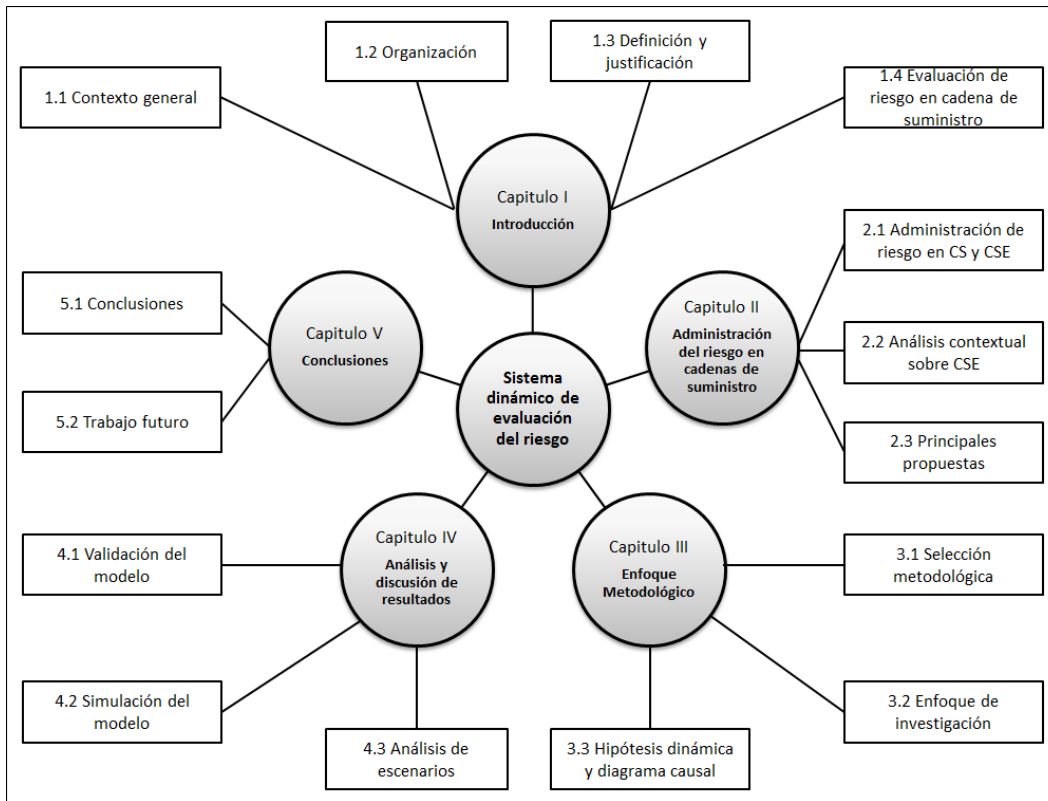 1.1 Contexto general
1.2 Organización
1.3 Definición y
justificación
1.4 Evaluación de
riesgo en cadena de
suministro
Capitulo I
Introducción
Capitulo II
Administración
del riesgo en
cadenas de
suministro
2.1 Administración de
riesgo en CS y CSE
2.2 Análisis contextual
sobre CSE
2.3 Principales
propuestas
5.1 Conclusiones
5.2 Trabajo futuro
Capitulo V
Conclusiones
Sistema
dinámico de
evaluación
del riesgo
Capitulo IV
Análisis y
discusión de
resultados
4.1 Validación del
modelo
4.2 Simulación del
modelo
4.3 Análisis de
escenarios
Capitulo III
Enfoque
Metodológico
3.1 Selección
metodológica
3.2 Enfoque de
investigación
3.3 Hipótesis dinámica
y diagrama causal